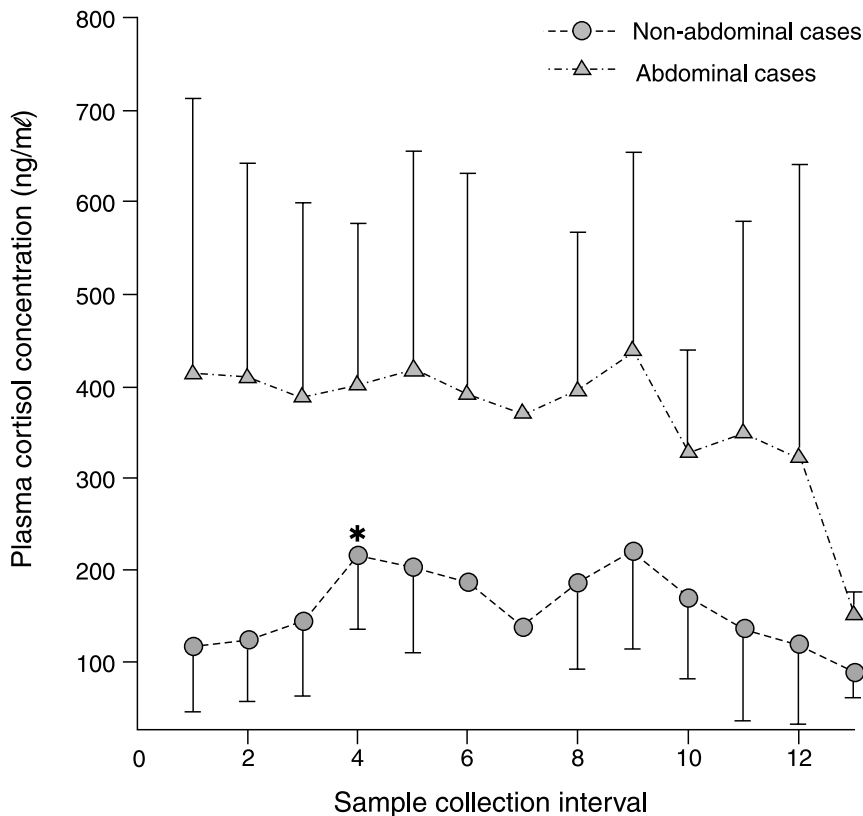 800
700
600
500
400
300
200
100
0 2 4 6 8 10 12
Plasma cortisol concentration (ng/mℓ)
Sample collection interval
Non-abdominal cases
Abdominal cases
*